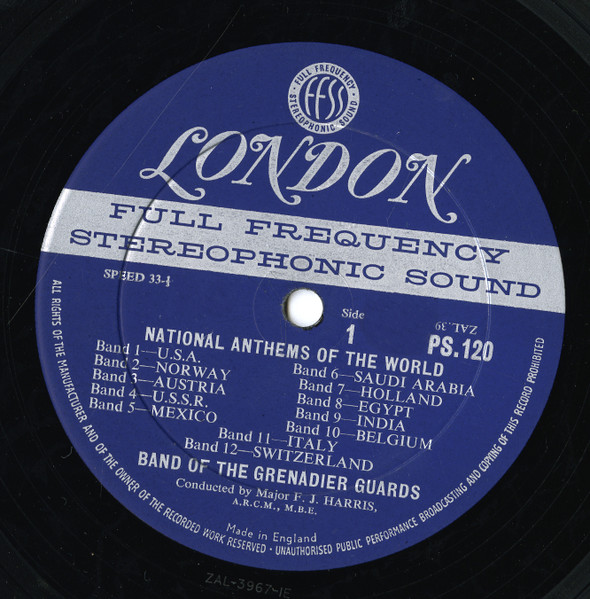 · FULL FREQUENCY ·
STEREOPHONIC SOUND
FFSS
LONDON
FULL FREQUENCY
STEREOPHONIC SOUND
SPEED 33⅓
Side
1
ZAL.39
PS.120
NATIONAL ANTHEMS OF THE WORLD
Band 1—U.S.A.
Band 2—NORWAY
Band 3—AUSTRIA
Band 4—U.S.S.R.
Band 5—MEXICO
Band 6—SAUDI ARABIA
Band 7—HOLLAND
Band 8—EGYPT
Band 9—INDIA
Band 10—BELGIUM
Band 11—ITALY
Band 12—SWITZERLAND
BAND OF THE GRENADIER GUARDS
Conducted by Major F. J. HARRIS,
A.R.C.M., M.B.E.
Made in England
ALL RIGHTS OF THE MANUFACTURER AND OF THE OWNER OF THE RECORDED WORK RESERVED · UNAUTHORISED PUBLIC PERFORMANCE BROADCASTING AND COPYING OF THIS RECORD PROHIBITED
ZAL-3967-1E